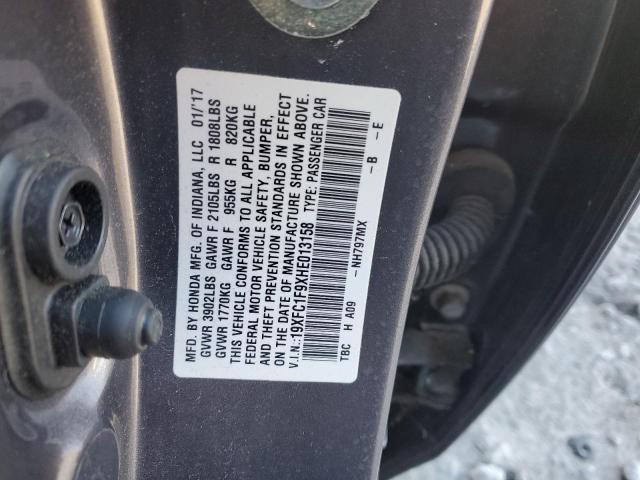 MFD. BY HONDA MFG. OF INDIANA, LLC 01/'17
GVWR 3902LBS GAWR F 2105LBS R 1808LBS
GVWR 1770KG GAWR F 955KG R 820KG
THIS VEHICLE CONFORMS TO ALL APPLICABLE
FEDERAL MOTOR VEHICLE SAFETY, BUMPER,
AND THEFT PREVENTION STANDARDS IN EFFECT
ON THE DATE OF MANUFACTURE SHOWN ABOVE.
V.I.N.:19XFC1F9XHE013158 TYPE: PASSENGER CAR
TBC H A09 -NH797MX -B -E